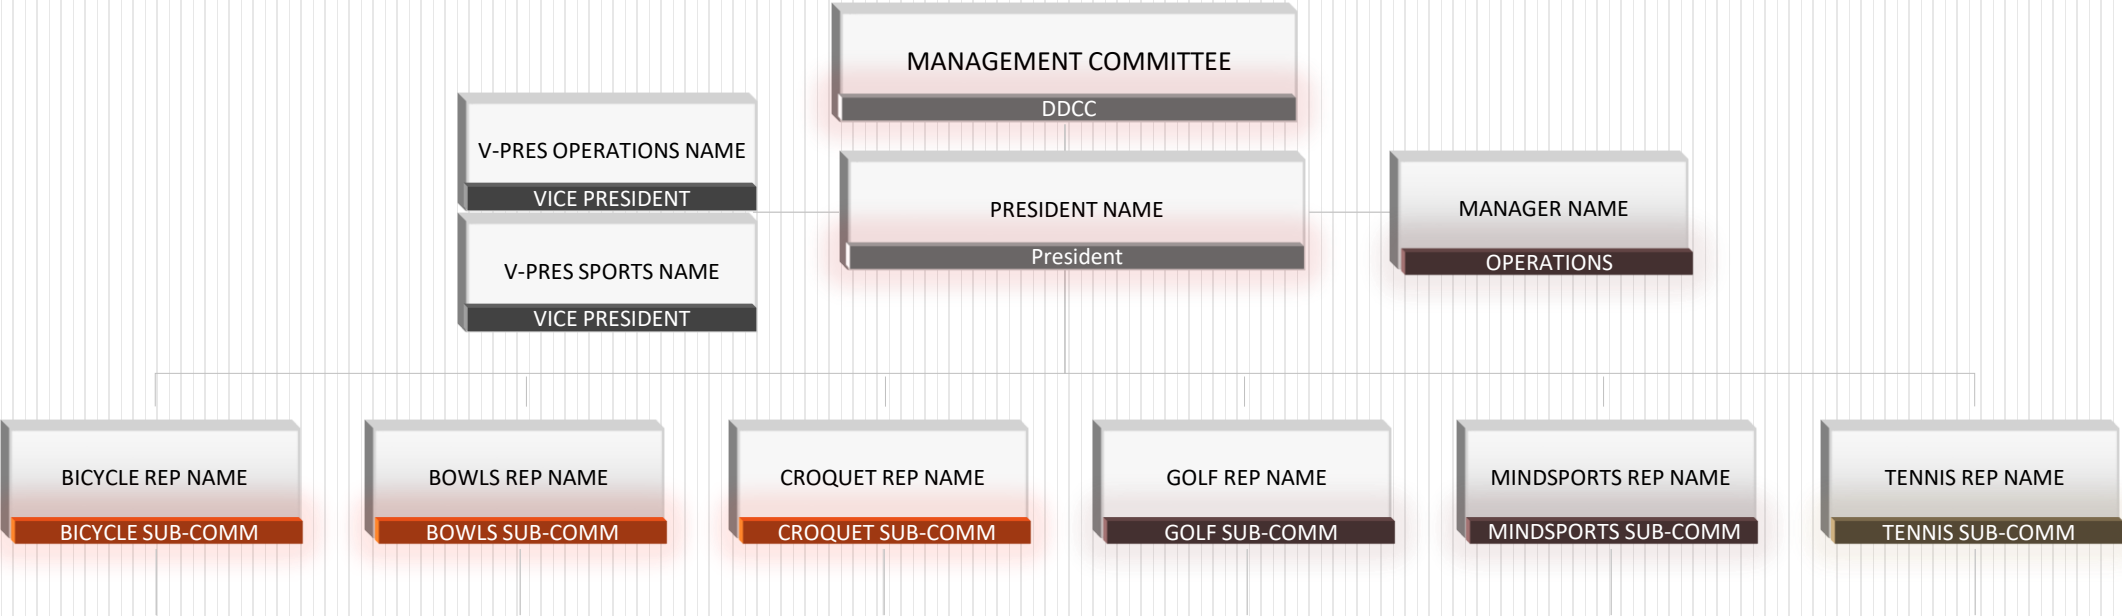 MANAGEMENT COMMITTEE
DDCC
V-PRES OPERATIONS NAME
VICE PRESIDENT
PRESIDENT NAME
President
MANAGER NAME
OPERATIONS
V-PRES SPORTS NAME
VICE PRESIDENT
BICYCLE REP NAME
BICYCLE SUB-COMM
BOWLS REP NAME
BOWLS SUB-COMM
CROQUET REP NAME
CROQUET SUB-COMM
GOLF REP NAME
GOLF SUB-COMM
MINDSPORTS REP NAME
MINDSPORTS SUB-COMM
TENNIS REP NAME
TENNIS SUB-COMM